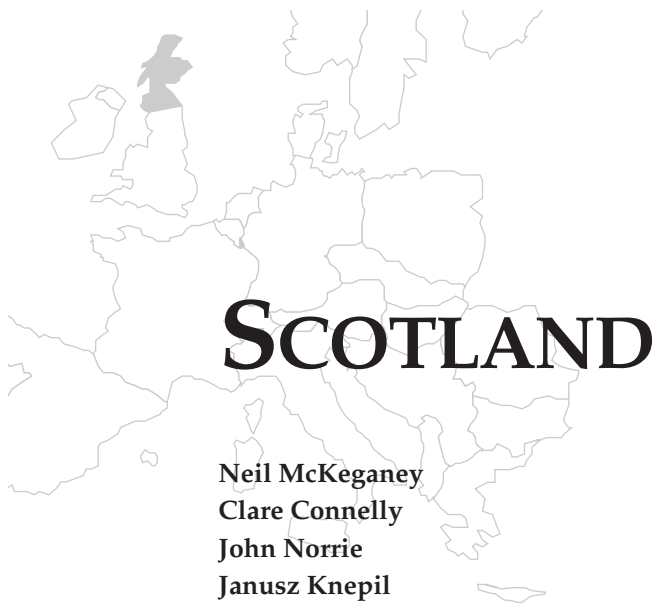 SCOTLAND
Neil McKeganey
Clare Connelly
John Norrie
Janusz Knepil